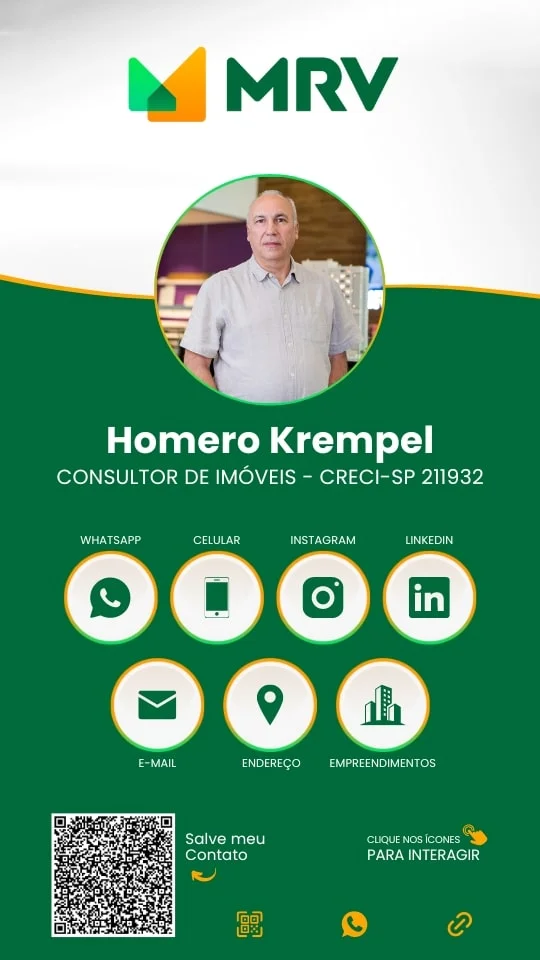 MRV
Homero Krempel
CONSULTOR DE IMÓVEIS - CRECI-SP 211932
WHATSAPP CELULAR INSTAGRAM LINKEDIN
in
E-MAIL ENDEREÇO EMPREENDIMENTOS
Salve meu
Contato
CLIQUE NOS ÍCONES
PARA INTERAGIR